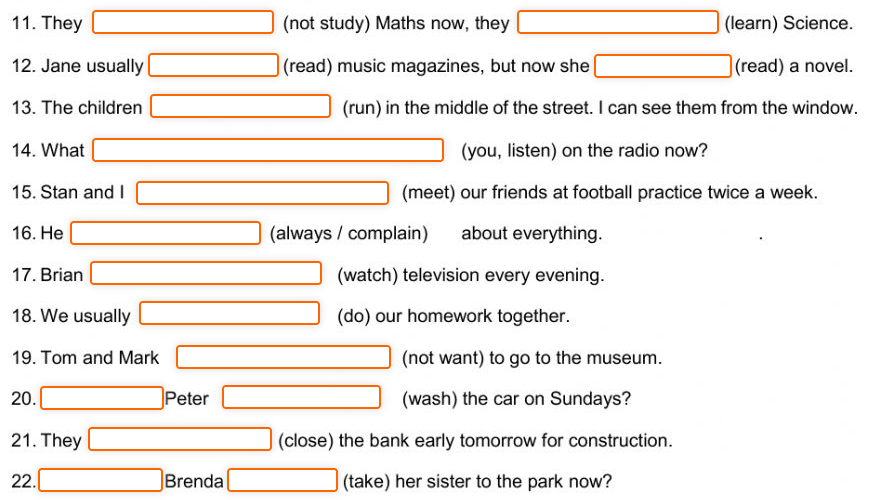 11. They (not study) Maths now, they (learn) Science.
12. Jane usually (read) music magazines, but now she (read) a novel.
13. The children (run) in the middle of the street. I can see them from the window.
14. What (you, listen) on the radio now?
15. Stan and I (meet) our friends at football practice twice a week.
16. He (always / complain) about everything. .
17. Brian (watch) television every evening.
18. We usually (do) our homework together.
19. Tom and Mark (not want) to go to the museum.
20. Peter (wash) the car on Sundays?
21. They (close) the bank early tomorrow for construction.
22. Brenda (take) her sister to the park now?